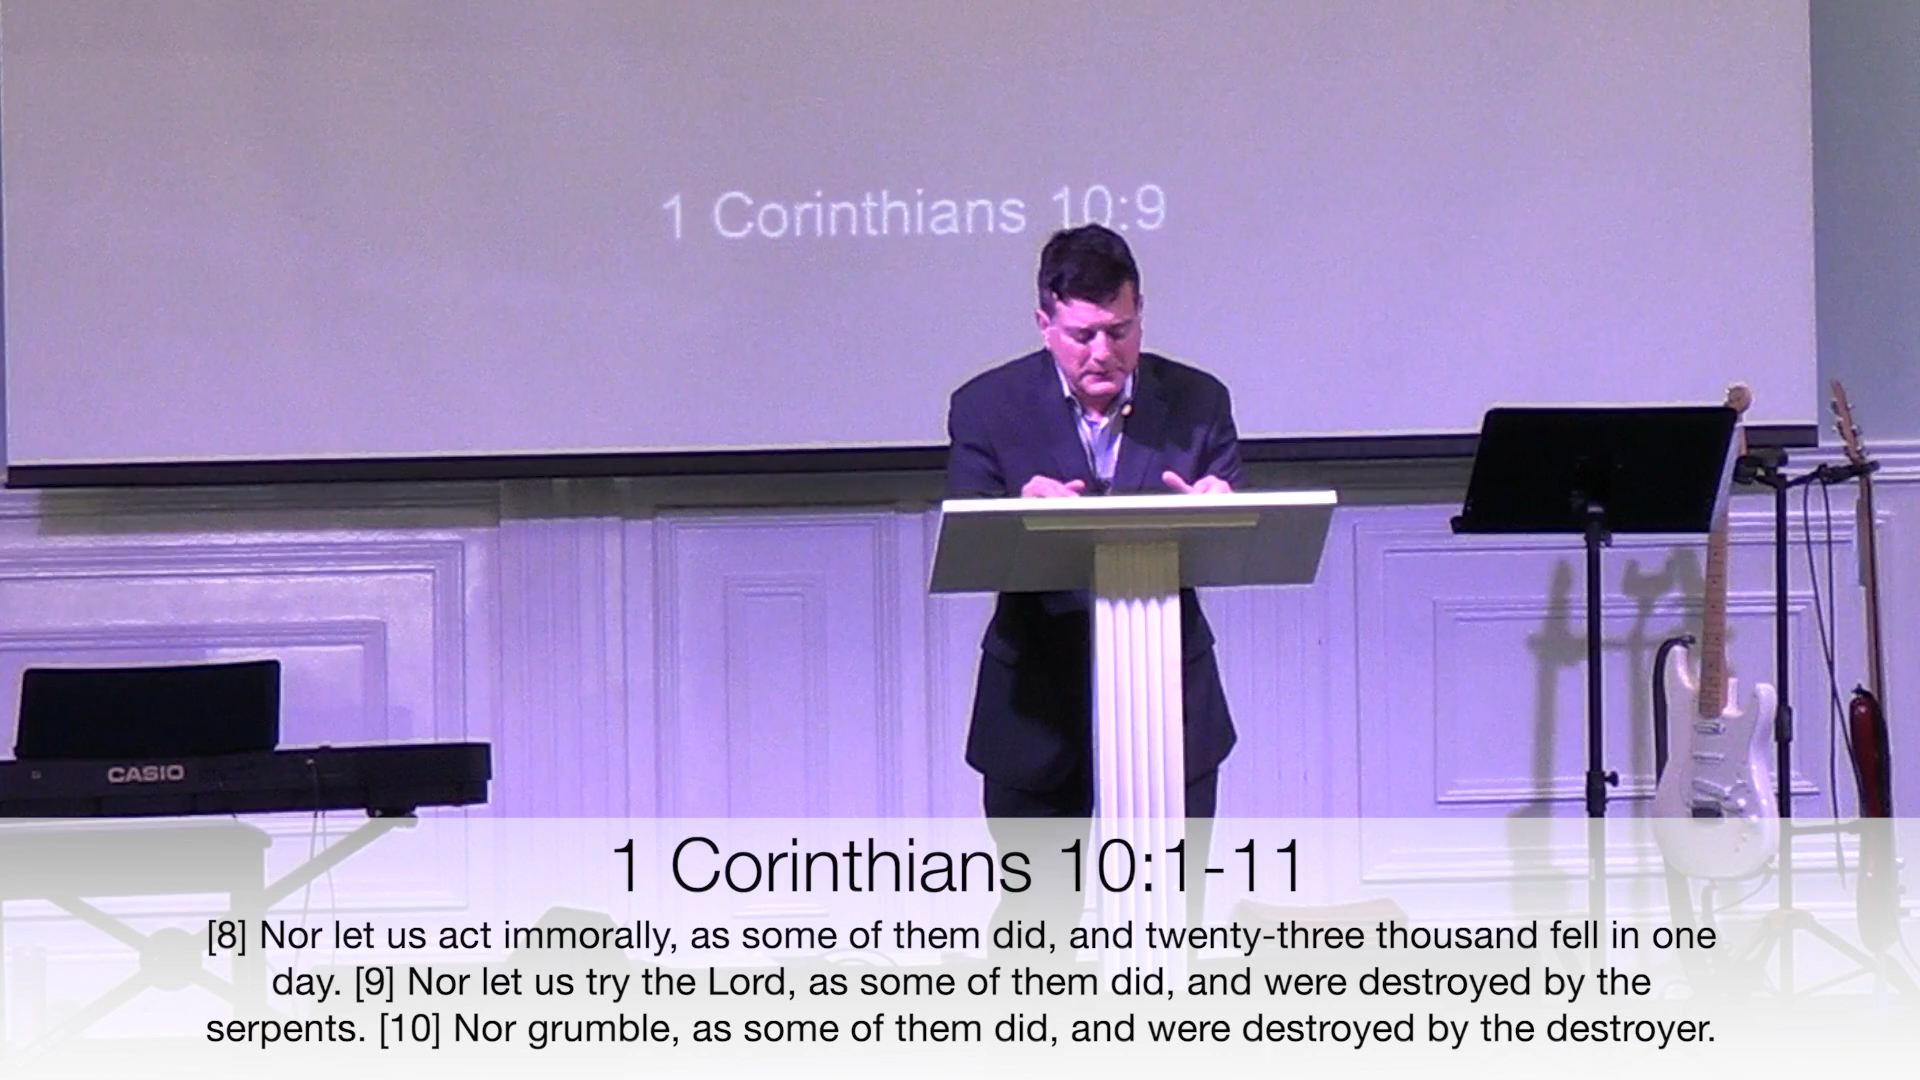 1 Corinthians 10:9
CASIO
1 Corinthians 10:1-11
[8] Nor let us act immorally, as some of them did, and twenty-three thousand fell in one
day. [9] Nor let us try the Lord, as some of them did, and were destroyed by the
serpents. [10] Nor grumble, as some of them did, and were destroyed by the destroyer.